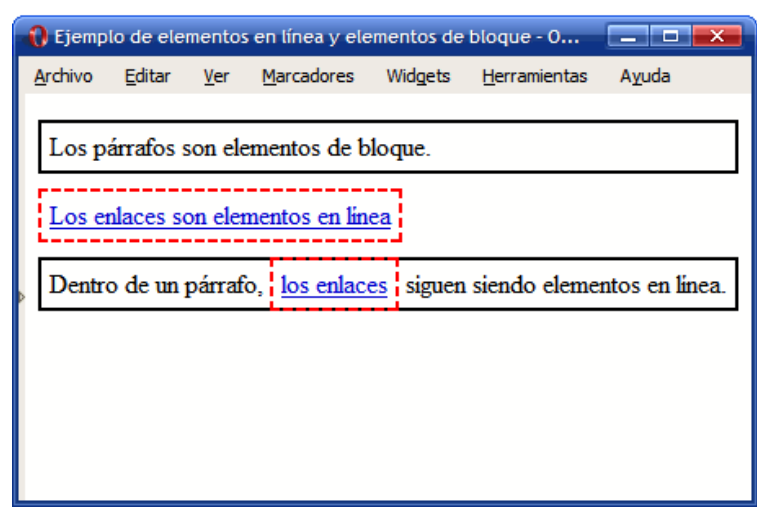 Ejemplo de elementos en línea y elementos de bloque - O...
Archivo Editar Ver Marcadores Widgets Herramientas Ayuda
Los párrafos son elementos de bloque.
Los enlaces son elementos en línea
Dentro de un párrafo, los enlaces siguen siendo elementos en línea.